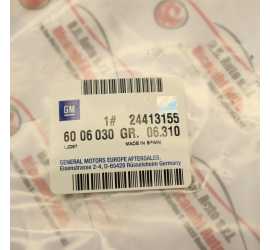 GM
1# 24413155
60 06 030 GR. 06.310
MADE IN SPAIN
GENERAL MOTORS EUROPE AFTERSALES,
Eisenstrasse 2-4, D-65428 Rüsselsheim Germany